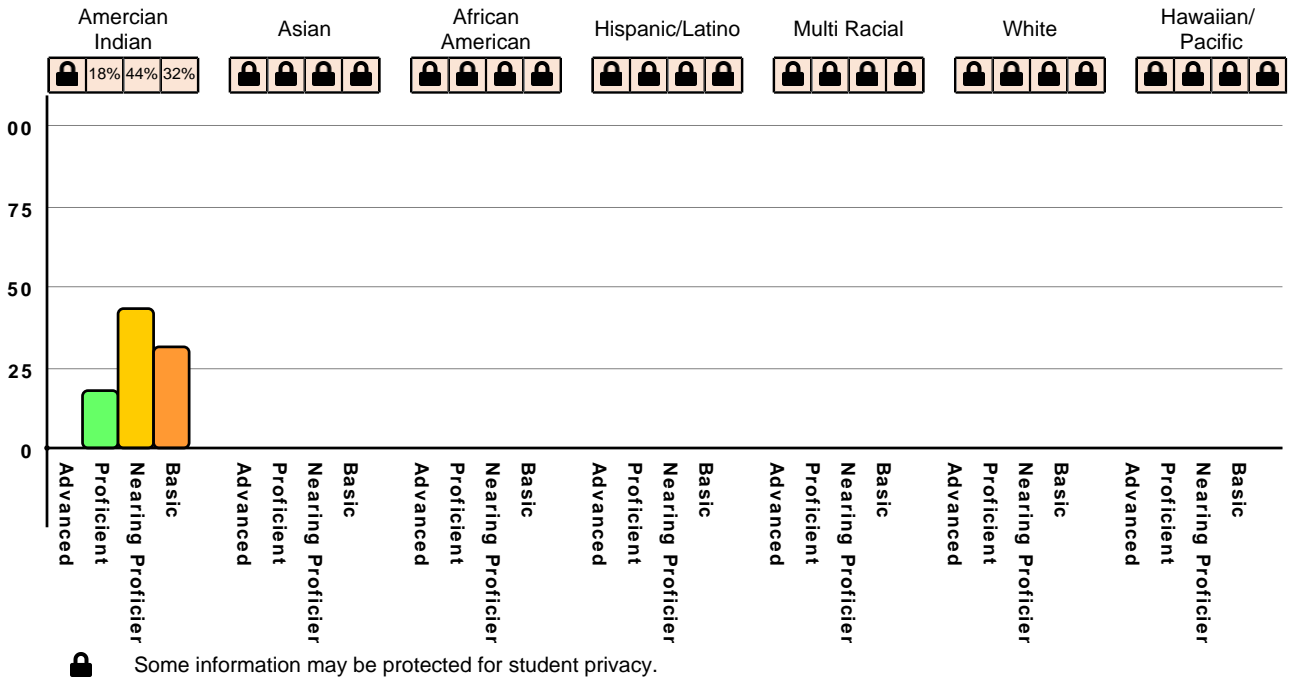 Amercian
Indian
Asian
African
American
Hispanic/Latino
Multi Racial
White
Hawaiian/
Pacific
18% 44% 32%
00
75
50
25
0
Advanced
Proficient
Nearing Proficier
Basic
Advanced
Proficient
Nearing Proficier
Basic
Advanced
Proficient
Nearing Proficier
Basic
Advanced
Proficient
Nearing Proficier
Basic
Advanced
Proficient
Nearing Proficier
Basic
Advanced
Proficient
Nearing Proficier
Basic
Advanced
Proficient
Nearing Proficier
Basic
Some information may be protected for student privacy.